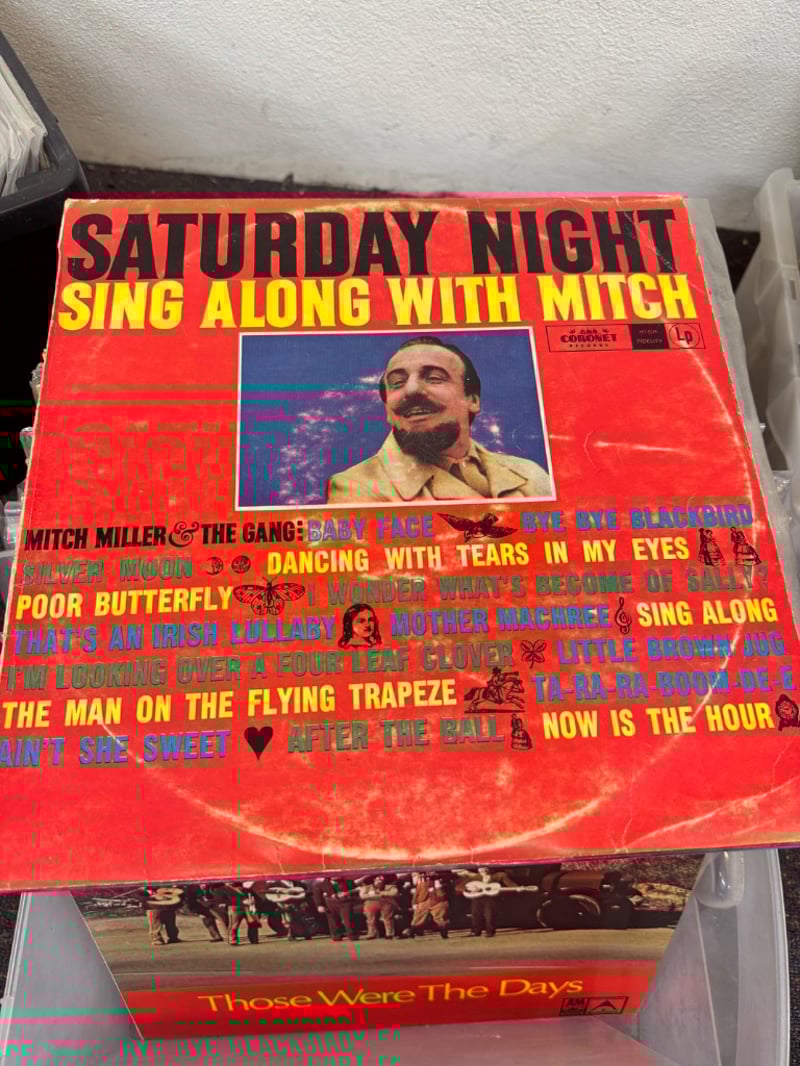 SATURDAY NIGHT
SING ALONG WITH MITCH
CORONET RECORDS HIGH FIDELITY Lp
MITCH MILLER & THE GANG: BABY FACE BYE BYE BLACKBIRD
SILVER MOON DANCING WITH TEARS IN MY EYES
POOR BUTTERFLY I WONDER WHAT'S BECOME OF SALLY?
THAT'S AN IRISH LULLABY MOTHER MACHREE SING ALONG
I'M LOOKING OVER A FOUR LEAF CLOVER LITTLE BROWN JUG
THE MAN ON THE FLYING TRAPEZE TA-RA-RA-BOOM-DE-E
AIN'T SHE SWEET AFTER THE BALL NOW IS THE HOUR
Those Were The Days